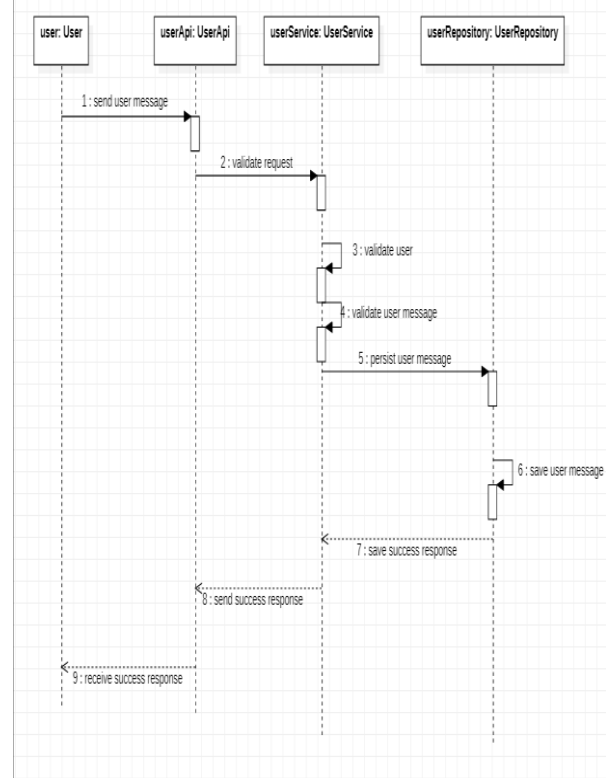 user: User
userApi: UserApi
userService: UserService
userRepository: UserRepository
1 : send user message
2 : validate request
3 : validate user
4 : validate user message
5 : persist user message
6 : save user message
7 : save success response
8 : send success response
9 : receive success response